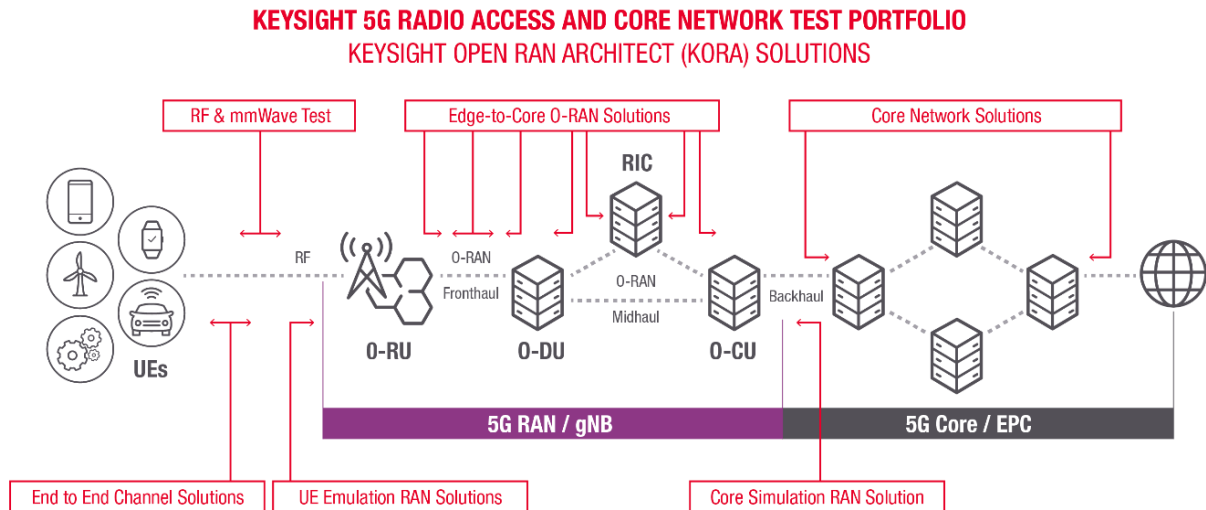 KEYSIGHT 5G RADIO ACCESS AND CORE NETWORK TEST PORTFOLIO
KEYSIGHT OPEN RAN ARCHITECT (KORA) SOLUTIONS
RF & mmWave Test
Edge-to-Core O-RAN Solutions
Core Network Solutions
RIC
RF
O-RAN
Fronthaul
O-RAN
Midhaul
Backhaul
UEs
O-RU
O-DU
O-CU
5G RAN / gNB
5G Core / EPC
End to End Channel Solutions
UE Emulation RAN Solutions
Core Simulation RAN Solution